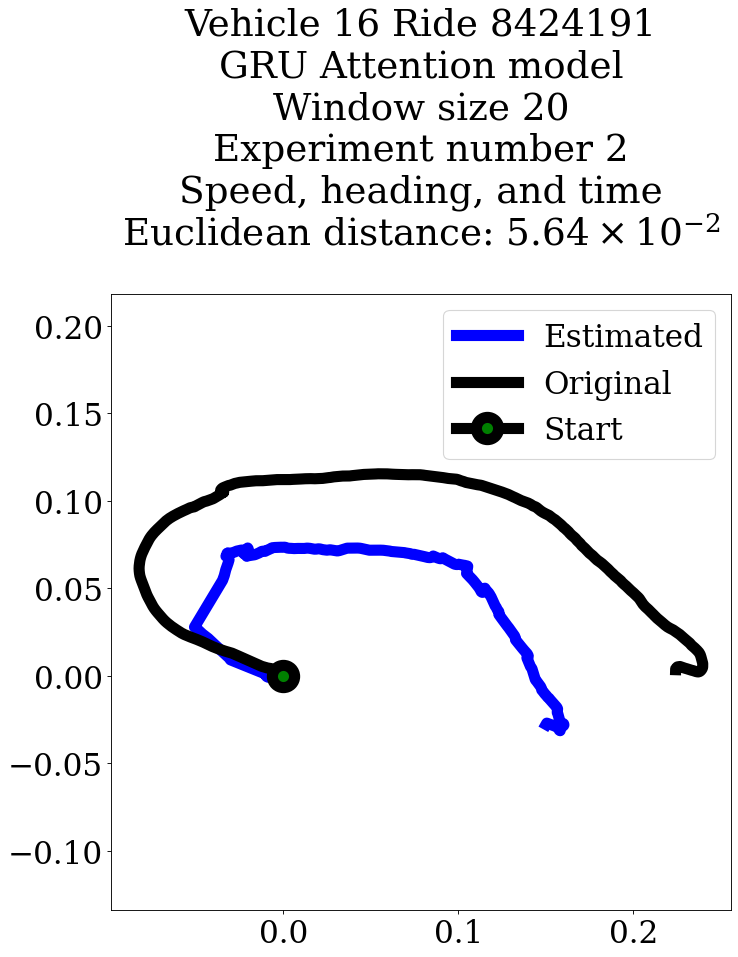 Vehicle 16 Ride 8424191
GRU Attention model
Window size 20
Experiment number 2
Speed, heading, and time
Euclidean distance: 5.64 × 10⁻²
Estimated
Original
Start
0.20
0.15
0.10
0.05
0.00
−0.05
−0.10
0.0 0.1 0.2